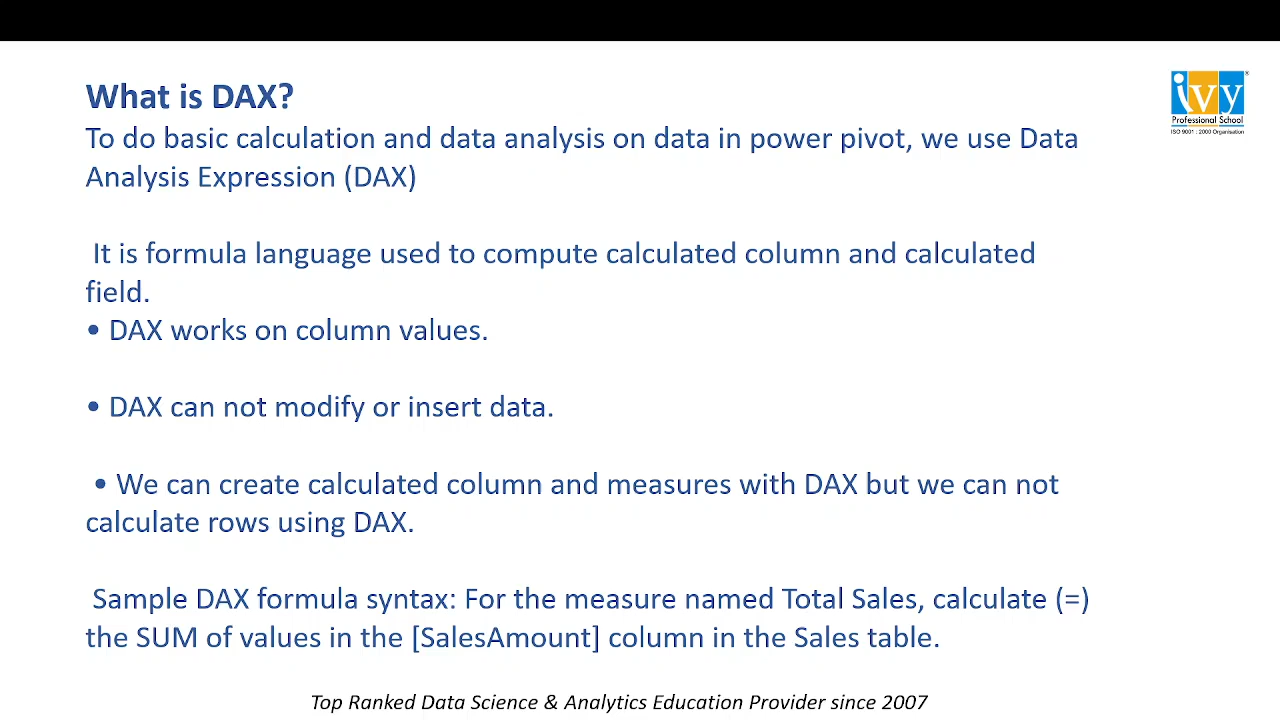 What is DAX?
To do basic calculation and data analysis on data in power pivot, we use Data
Analysis Expression (DAX)
It is formula language used to compute calculated column and calculated
field.
• DAX works on column values.
• DAX can not modify or insert data.
• We can create calculated column and measures with DAX but we can not
calculate rows using DAX.
Sample DAX formula syntax: For the measure named Total Sales, calculate (=)
the SUM of values in the [SalesAmount] column in the Sales table.
Top Ranked Data Science & Analytics Education Provider since 2007
ivy
®
Professional School
ISO 9001 : 2000 Organisation